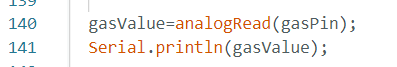 140 gasValue=analogRead(gasPin);
141 Serial.println(gasValue);